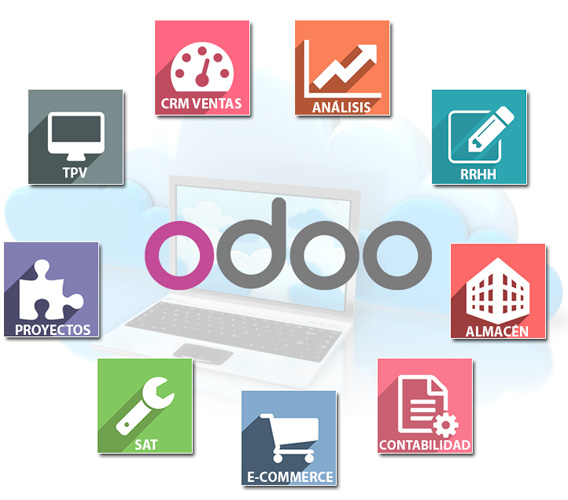 CRM VENTAS
ANÁLISIS
TPV
RRHH
odoo
PROYECTOS
ALMACÉN
SAT
CONTABILIDAD
E-COMMERCE